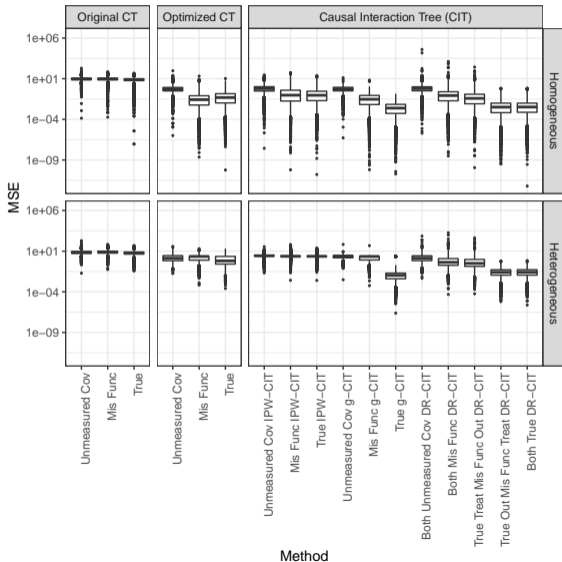 Original CT
Optimized CT
Causal Interaction Tree (CIT)
1e+06
1e+01
1e−04
1e−09
Homogeneous
MSE
1e+06
1e+01
1e−04
1e−09
Heterogeneous
Unmeasured Cov
Mis Func
True
Unmeasured Cov
Mis Func
True
Unmeasured Cov IPW−CIT
Mis Func IPW−CIT
True IPW−CIT
Unmeasured Cov g−CIT
Mis Func g−CIT
True g−CIT
Both Unmeasured Cov DR−CIT
Both Mis Func DR−CIT
True Treat Mis Func Out DR−CIT
True Out Mis Func Treat DR−CIT
Both True DR−CIT
Method